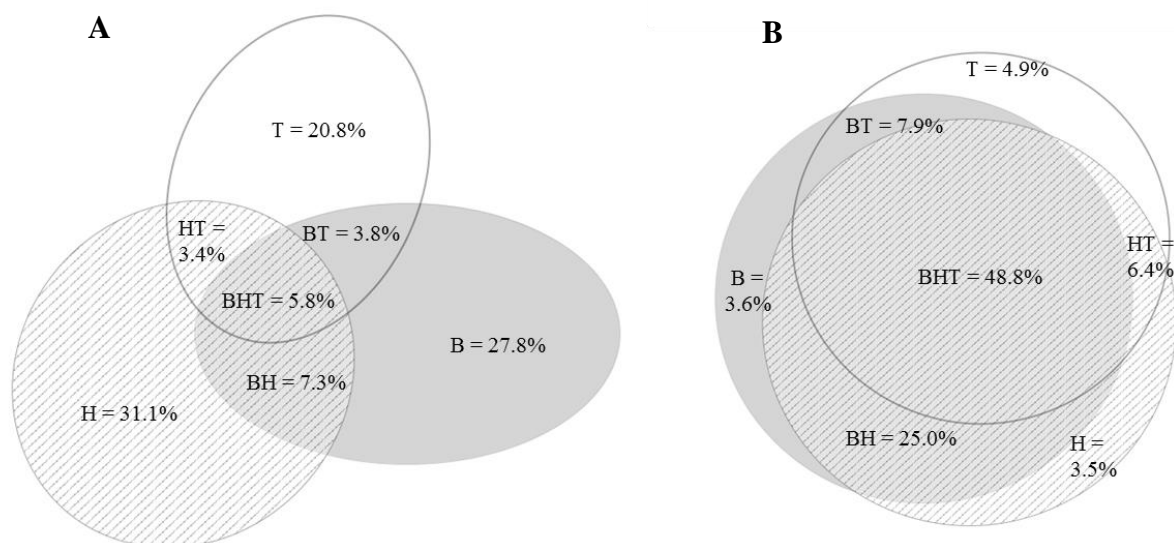 A
T = 20.8%
HT =
3.4%
BT = 3.8%
BHT = 5.8%
B = 27.8%
BH = 7.3%
H = 31.1%
B
T = 4.9%
BT = 7.9%
HT =
6.4%
B =
3.6%
BHT = 48.8%
BH = 25.0%
H =
3.5%